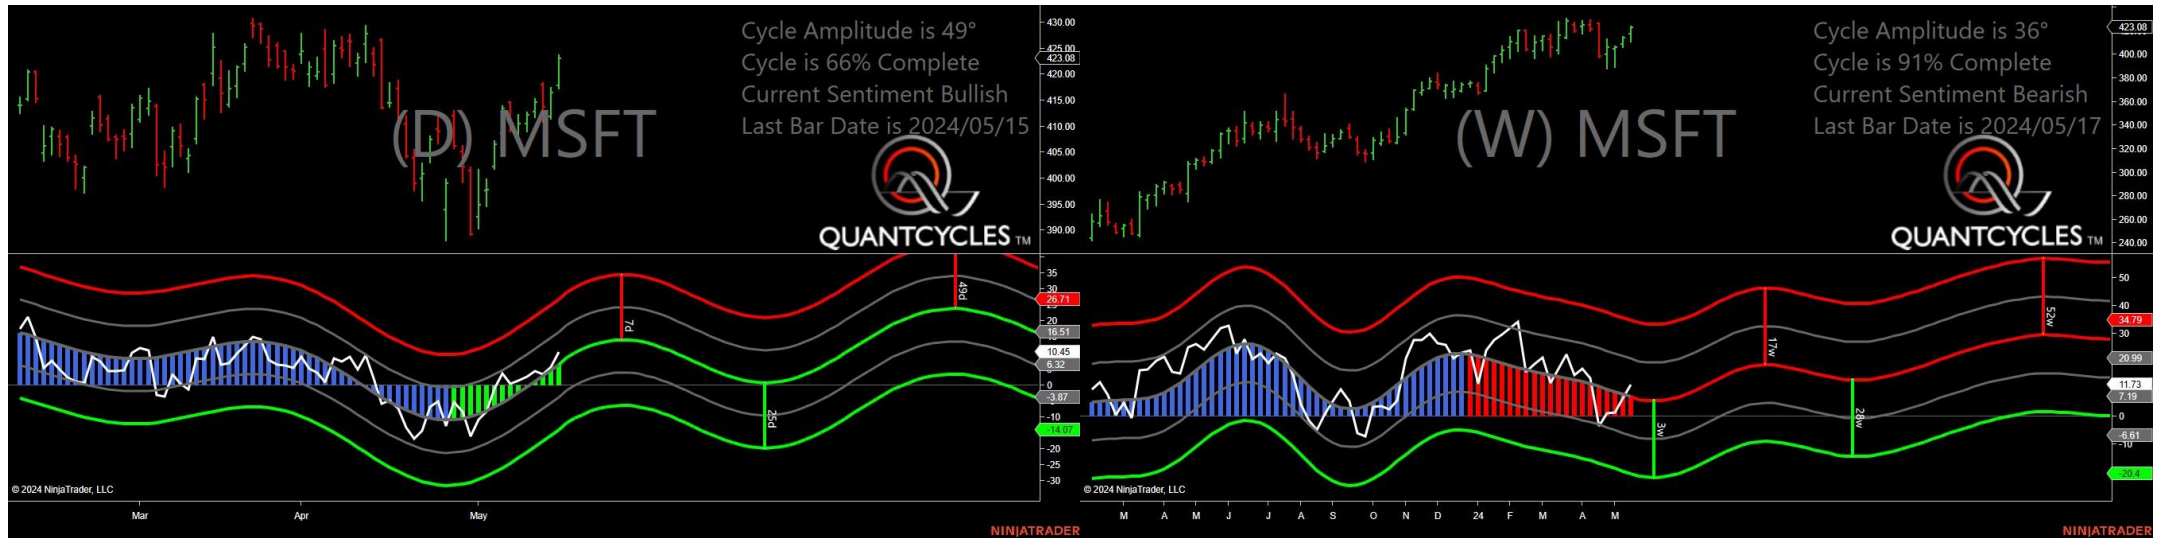 Cycle Amplitude is 49°
Cycle is 66% Complete
Current Sentiment Bullish
Last Bar Date is 2024/05/15
(D) MSFT
QUANTCYCLES TM
430.00
425.00
423.08
420.00
415.00
410.00
405.00
400.00
395.00
390.00
7d
25d
49d
35
30
26.71
20
16.51
10.45
6.32
0
-3.87
-10
-14.07
-20
-25
-30
© 2024 NinjaTrader, LLC
Mar Apr May
NINJATRADER
Cycle Amplitude is 36°
Cycle is 91% Complete
Current Sentiment Bearish
Last Bar Date is 2024/05/17
(W) MSFT
QUANTCYCLES TM
423.08
400.00
380.00
360.00
340.00
320.00
300.00
280.00
260.00
240.00
3w
17w
28w
52w
50
40
34.79
30
20.99
11.73
7.19
0
-6.61
-10
-20.4
© 2024 NinjaTrader, LLC
M A M J J A S O N D 24 F M A M
NINJATRADER